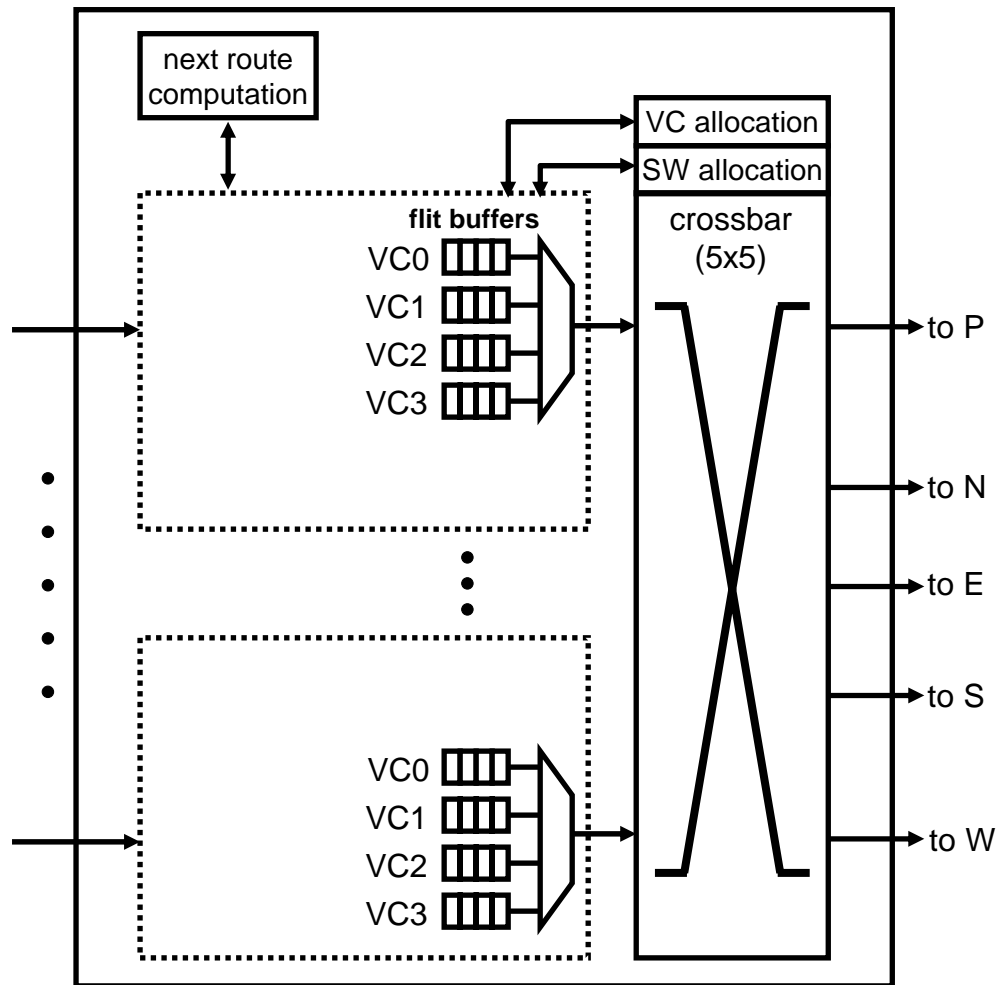 next route
computation
VC allocation
SW allocation
flit buffers
crossbar
(5x5)
VC0
VC1
VC2
VC3
to P
to N
to E
to S
to W
VC0
VC1
VC2
VC3